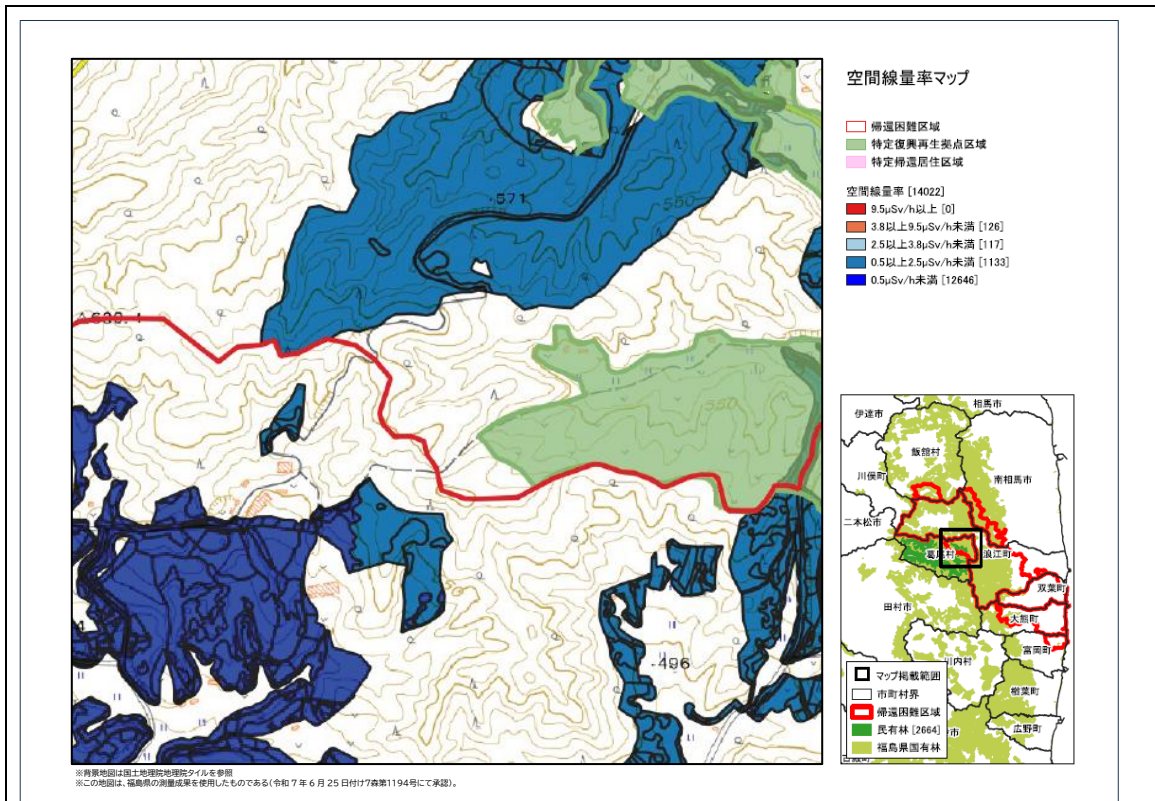 空間線量率マップ
帰還困難区域
特定復興再生拠点区域
特定帰還居住区域
空間線量率 [14022]
9.5μSv/h以上 [0]
3.8以上9.5μSv/h未満 [126]
2.5以上3.8μSv/h未満 [117]
0.5以上2.5μSv/h未満 [1133]
0.5μSv/h未満 [12646]
571
550
550
496
相馬市
伊達市
飯舘村
川俣町
南相馬市
二本松市
葛尾村
浪江町
双葉町
田村市
大熊町
富岡町
川内村
楢葉町
広野町
マップ掲載範囲
市町村界
帰還困難区域
民有林 [2664]
福島県国有林
※背景地図は国土地理院地理院タイルを参照
※この地図は、福島県の測量成果を使用したものである(令和７年６月25日付け7森第1194号にて承認)。